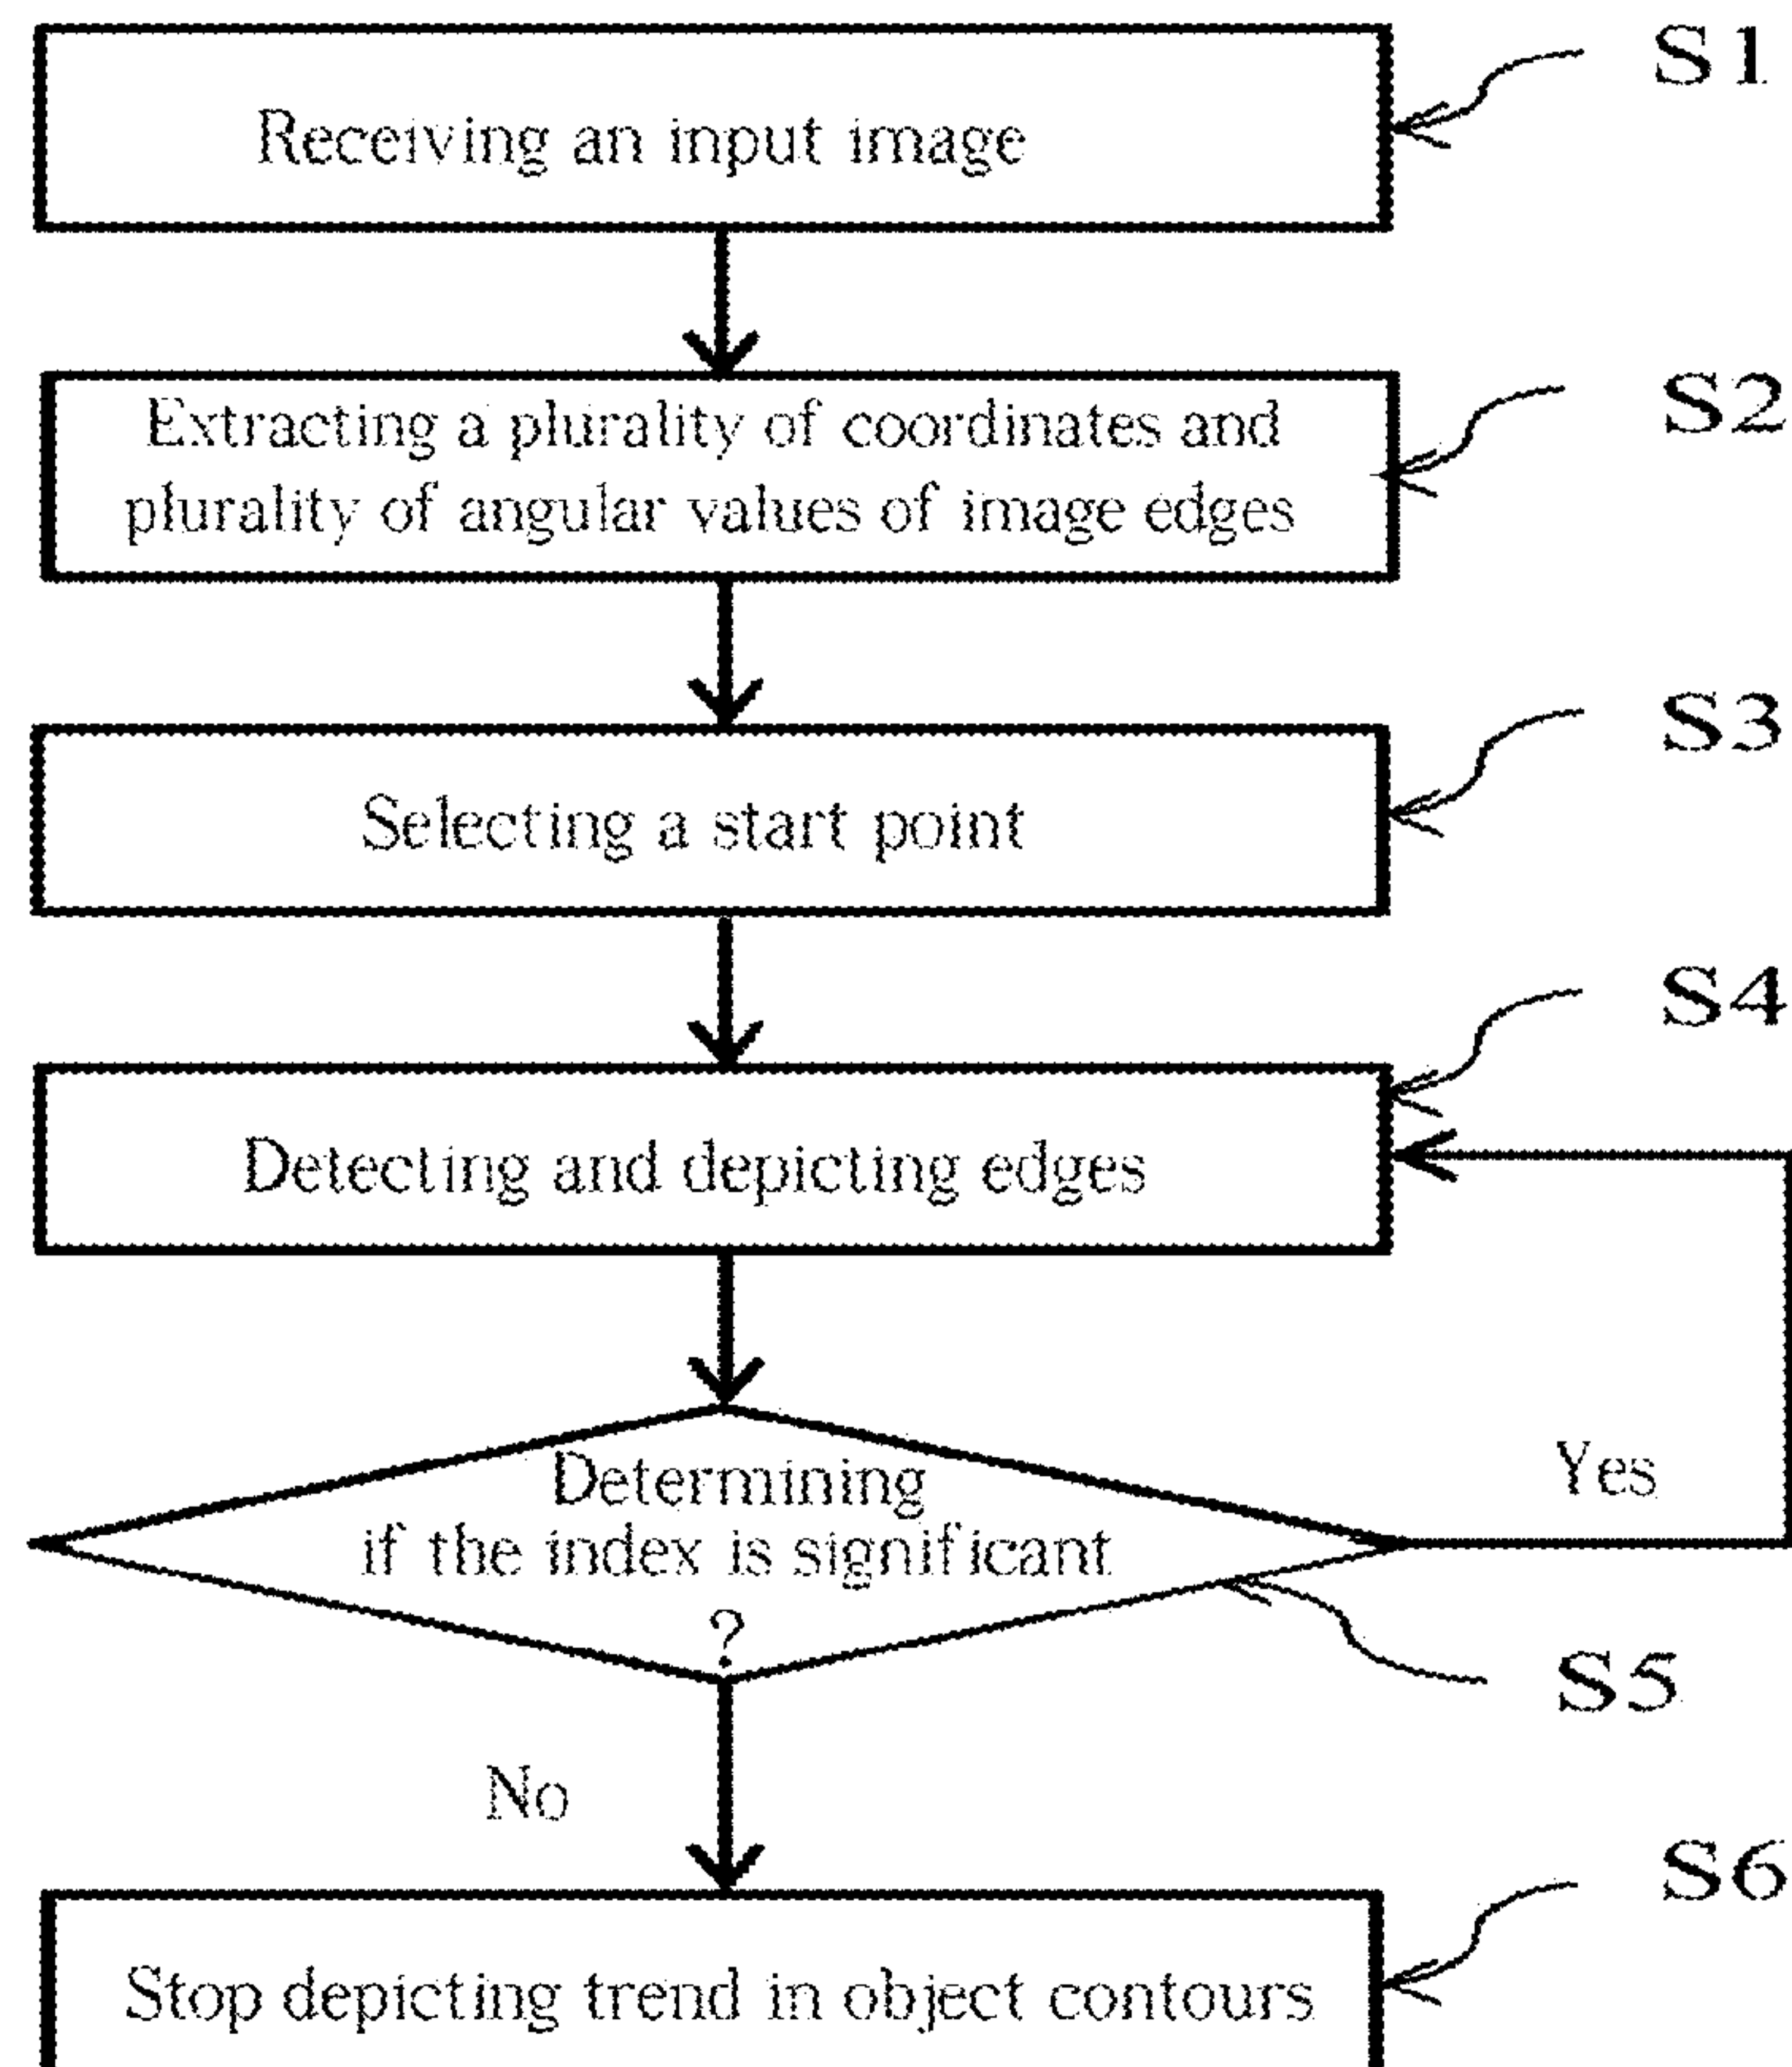 S1
Receiving an input image
S2
Extracting a plurality of coordinates and
plurality of angular values of image edges
S3
Selecting a start point
S4
Detecting and depicting edges
Determining
if the index is significant
?
Yes
S5
No
S6
Stop depicting trend in object contours